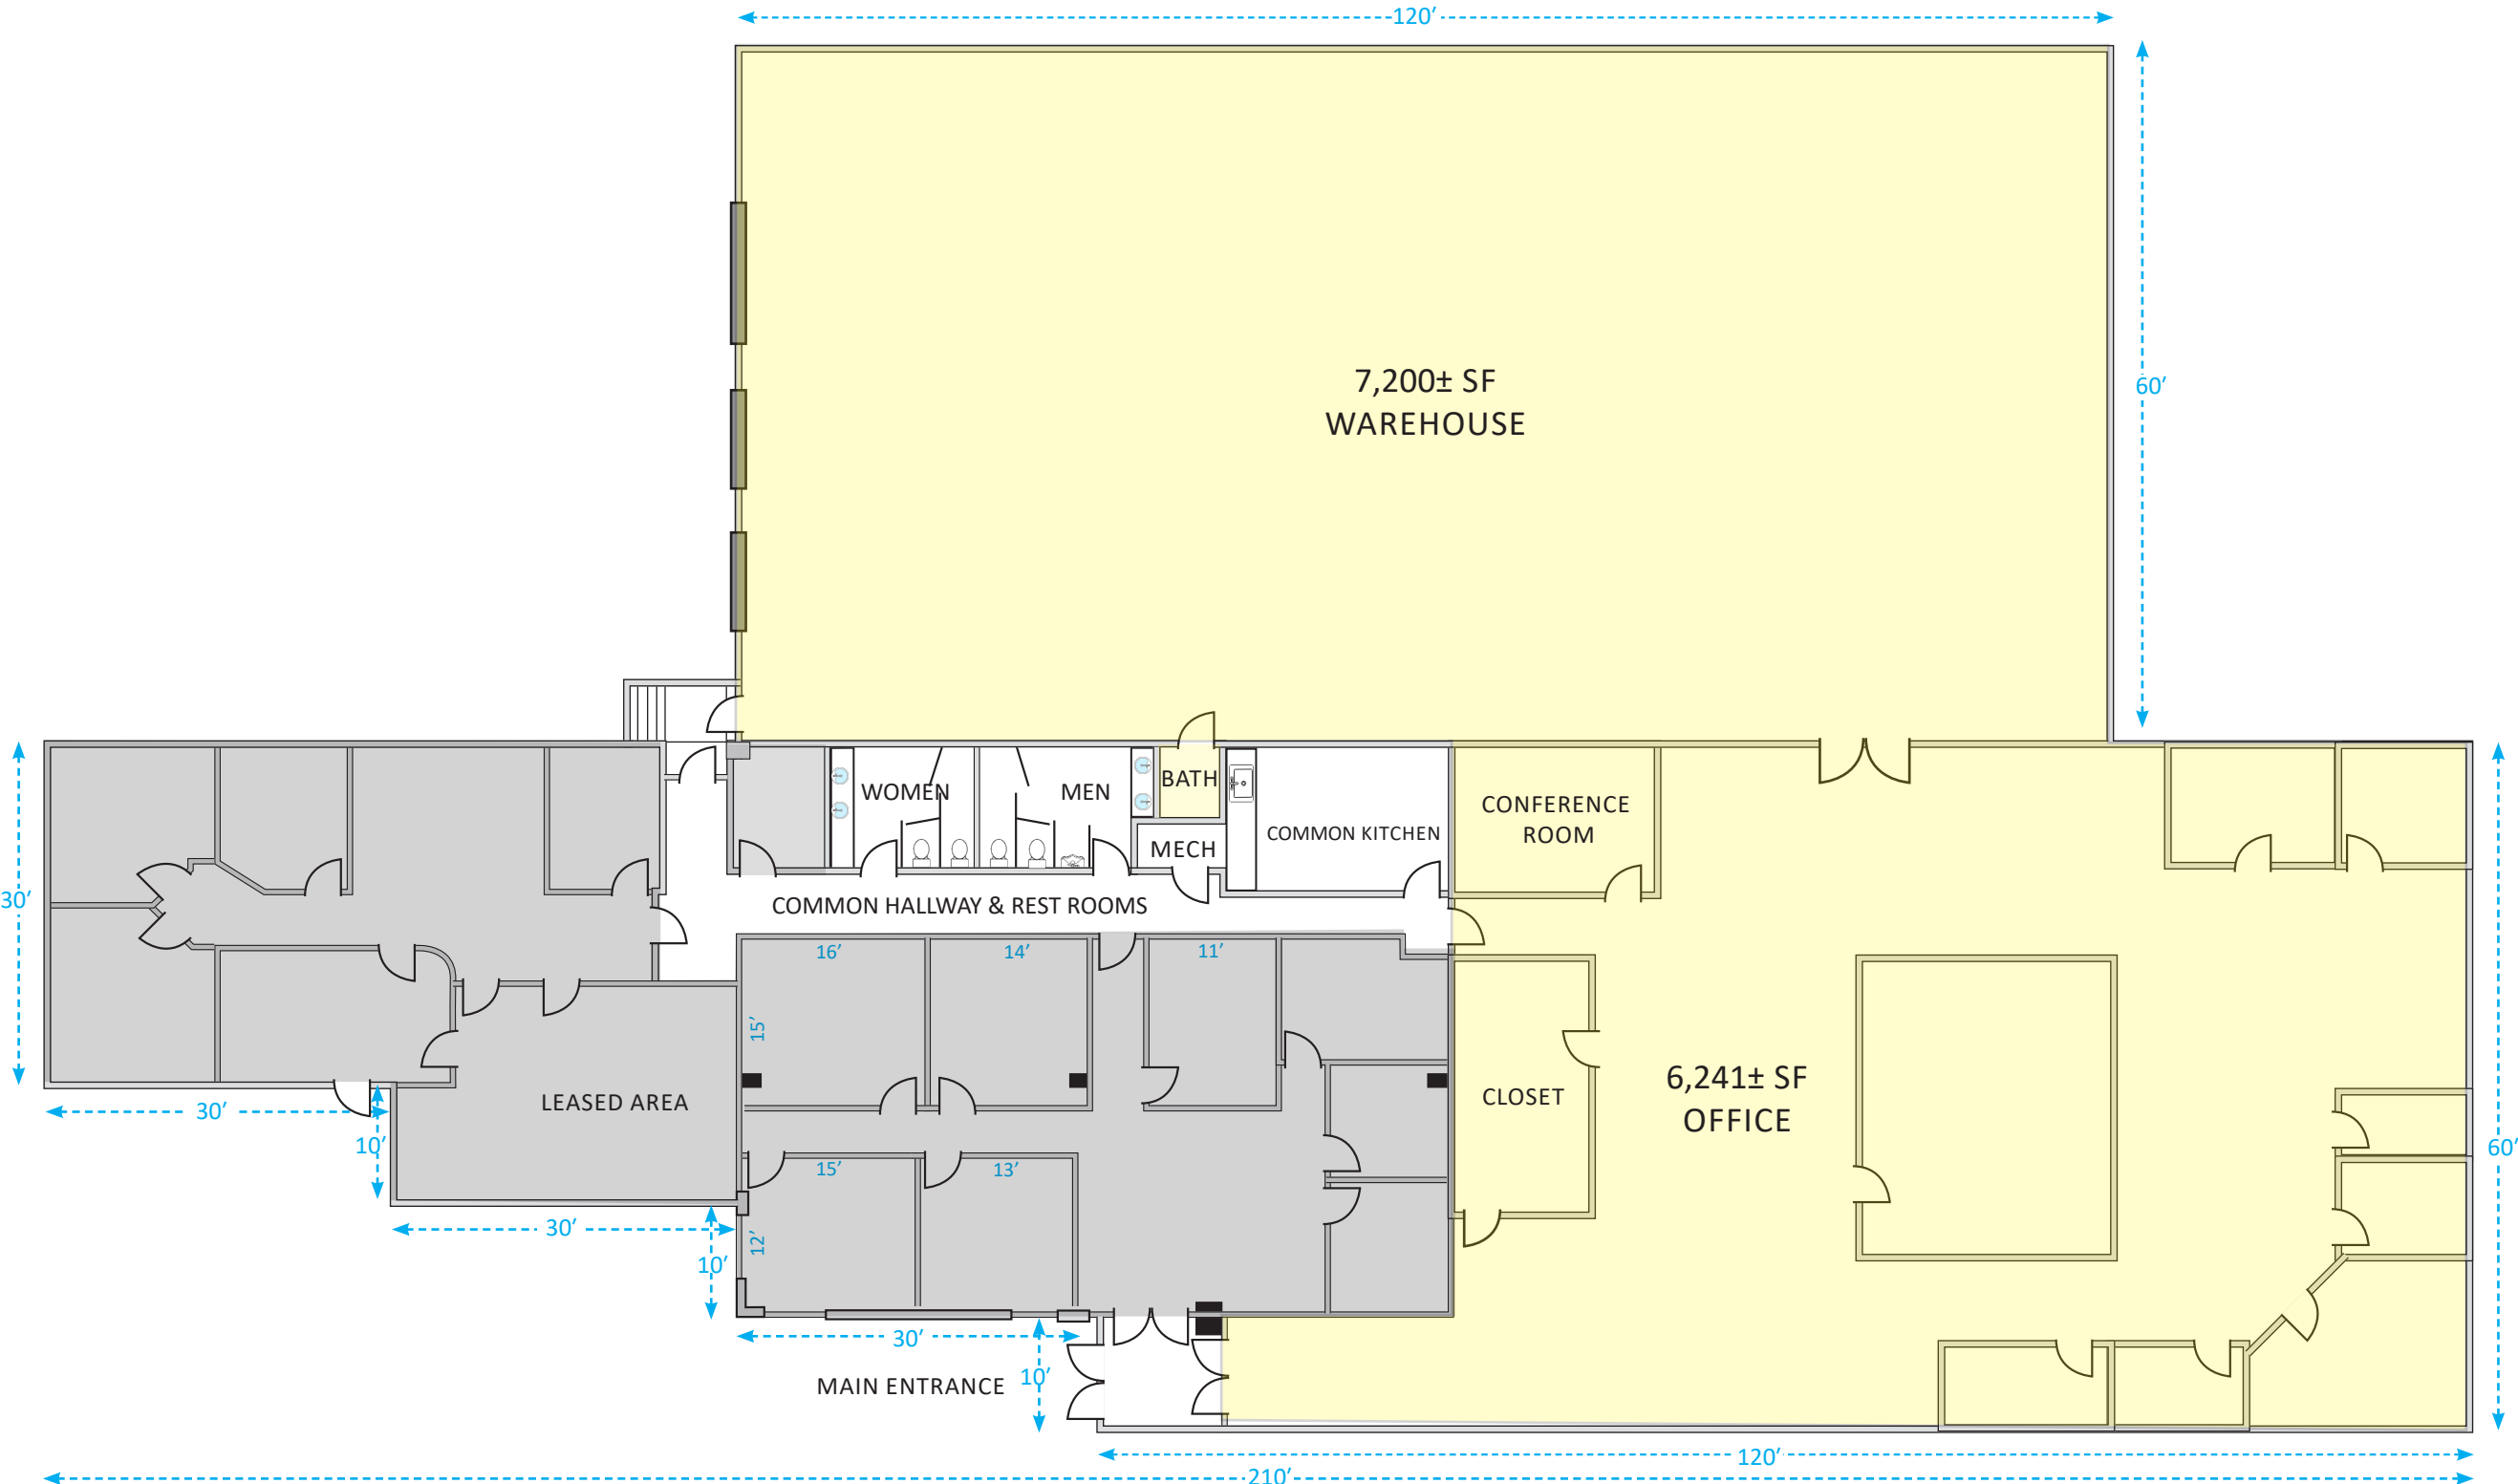 120′
7,200± SF
WAREHOUSE
60′
WOMEN
MEN
BATH
MECH
COMMON KITCHEN
CONFERENCE
ROOM
30′
COMMON HALLWAY & REST ROOMS
16′
14′
11′
15′
LEASED AREA
CLOSET
6,241± SF
OFFICE
30′
10′
60′
15′
13′
12′
30′
10′
30′
MAIN ENTRANCE
10′
120′
210′